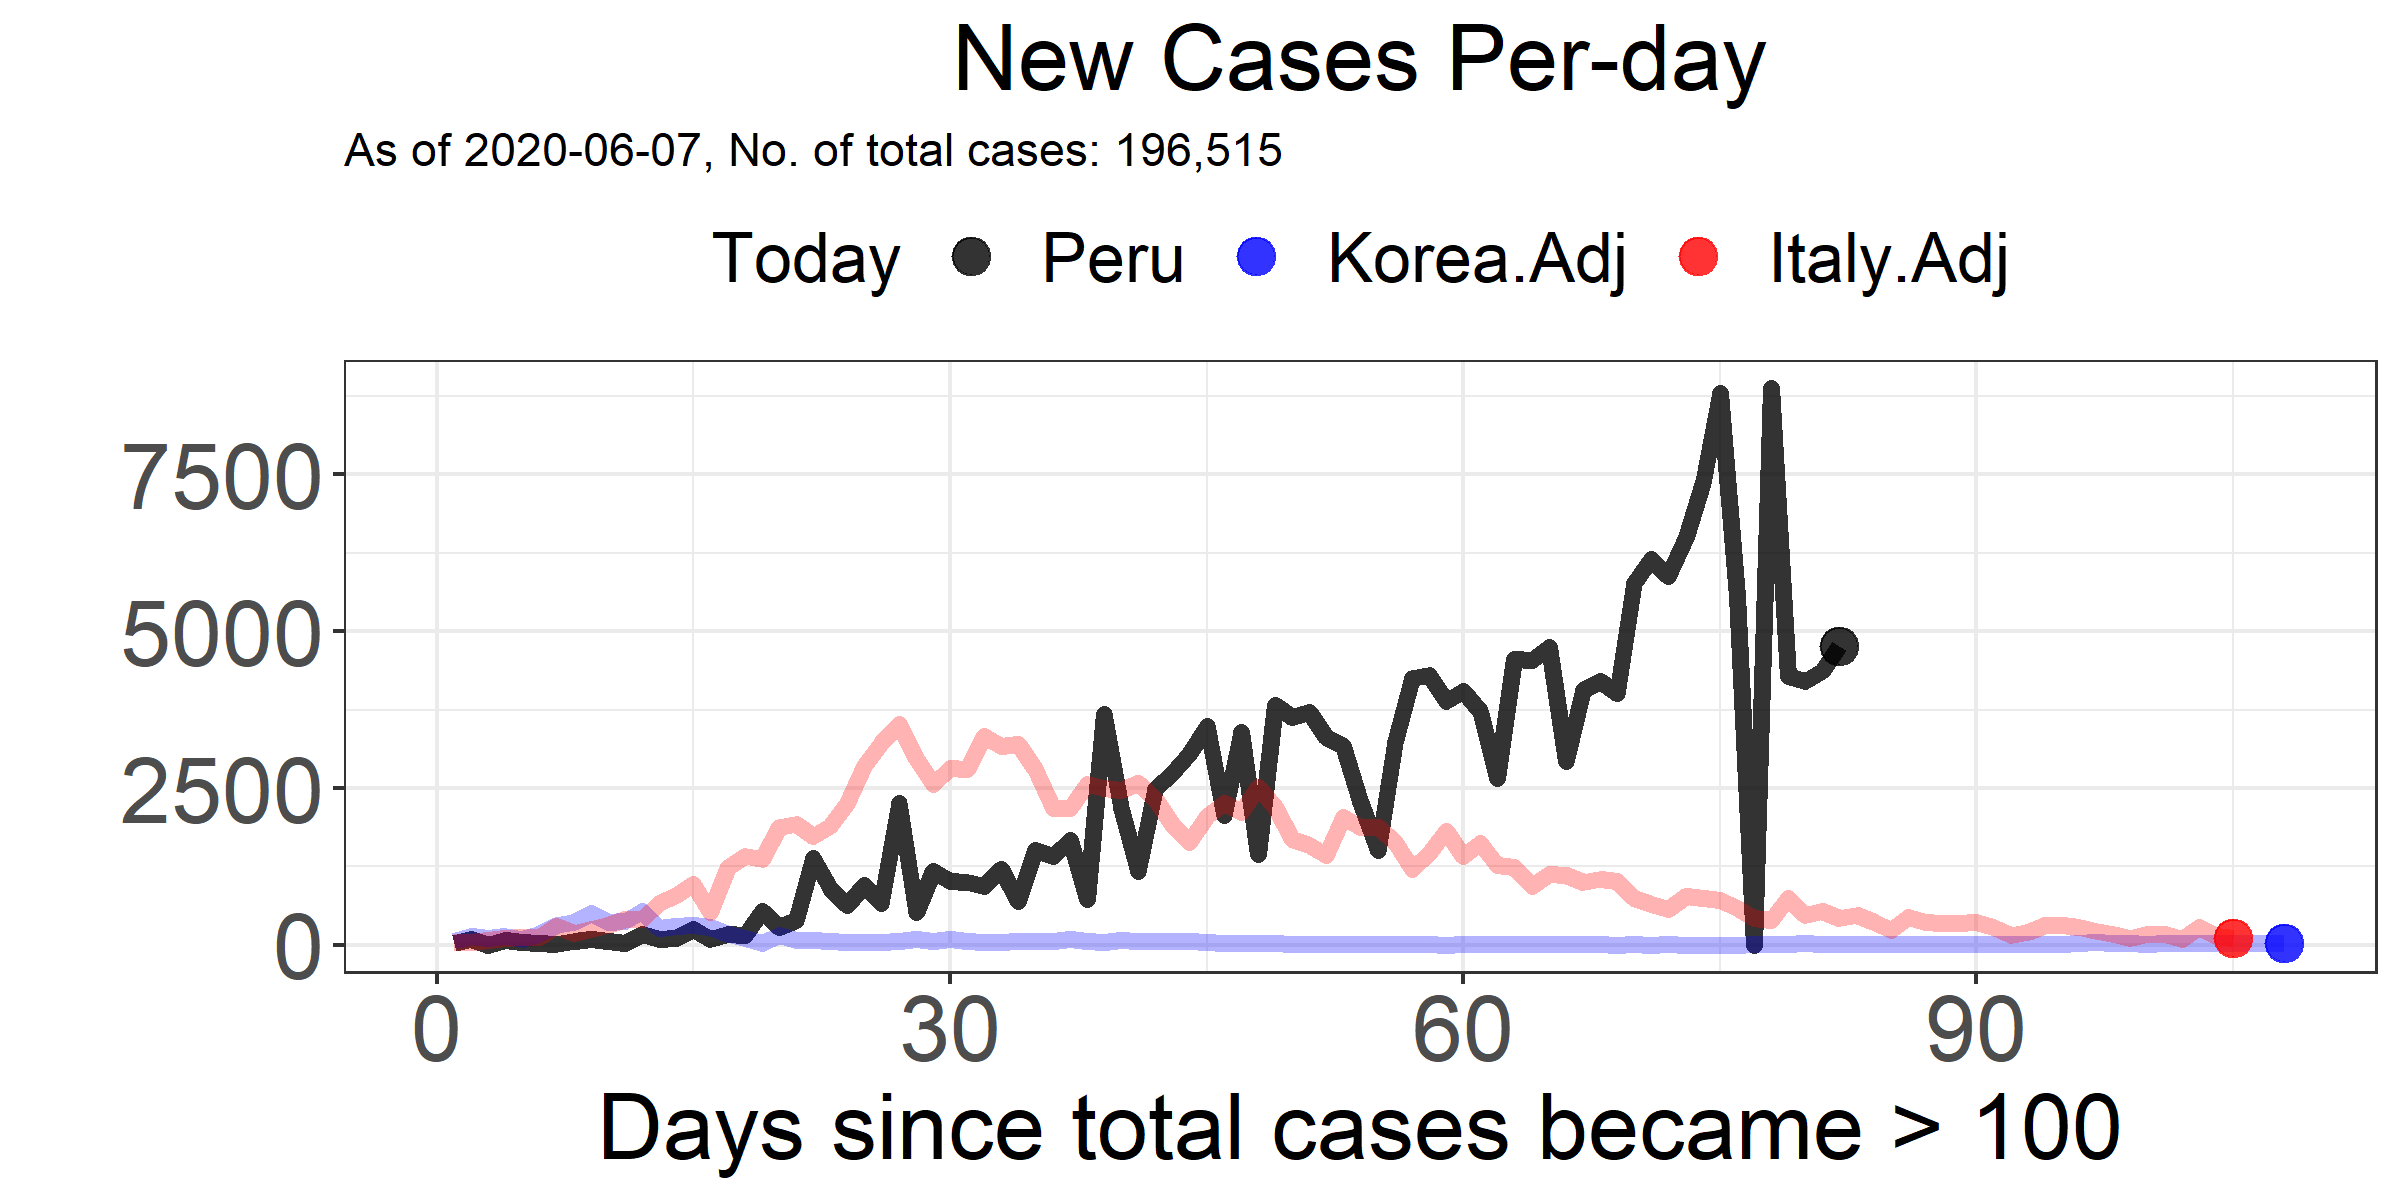 New Cases Per-day
As of 2020-06-07, No. of total cases: 196,515
Today Peru Korea.Adj Italy.Adj
7500
5000
2500
0
0 30 60 90
Days since total cases became > 100